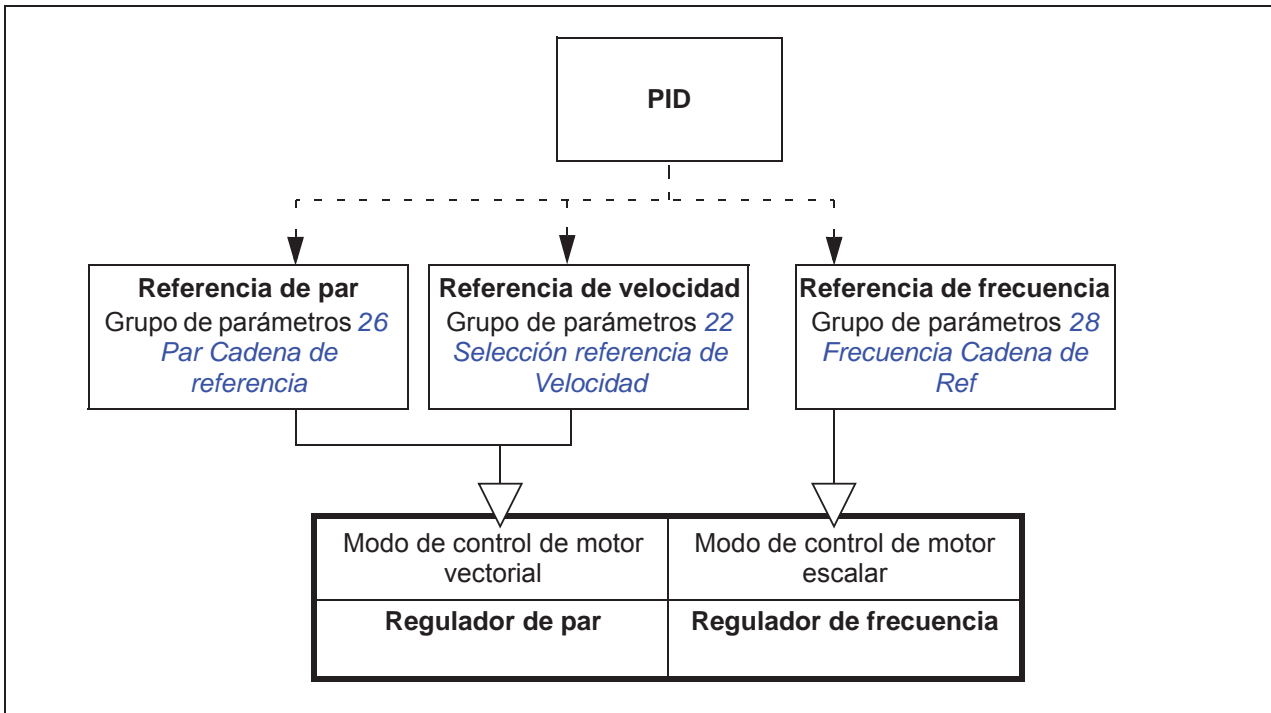 PID
Referencia de par
Grupo de parámetros 26
Par Cadena de
referencia
Referencia de velocidad
Grupo de parámetros 22
Selección referencia de
Velocidad
Referencia de frecuencia
Grupo de parámetros 28
Frecuencia Cadena de
Ref
Modo de control de motor
vectorial
Modo de control de motor
escalar
Regulador de par
Regulador de frecuencia